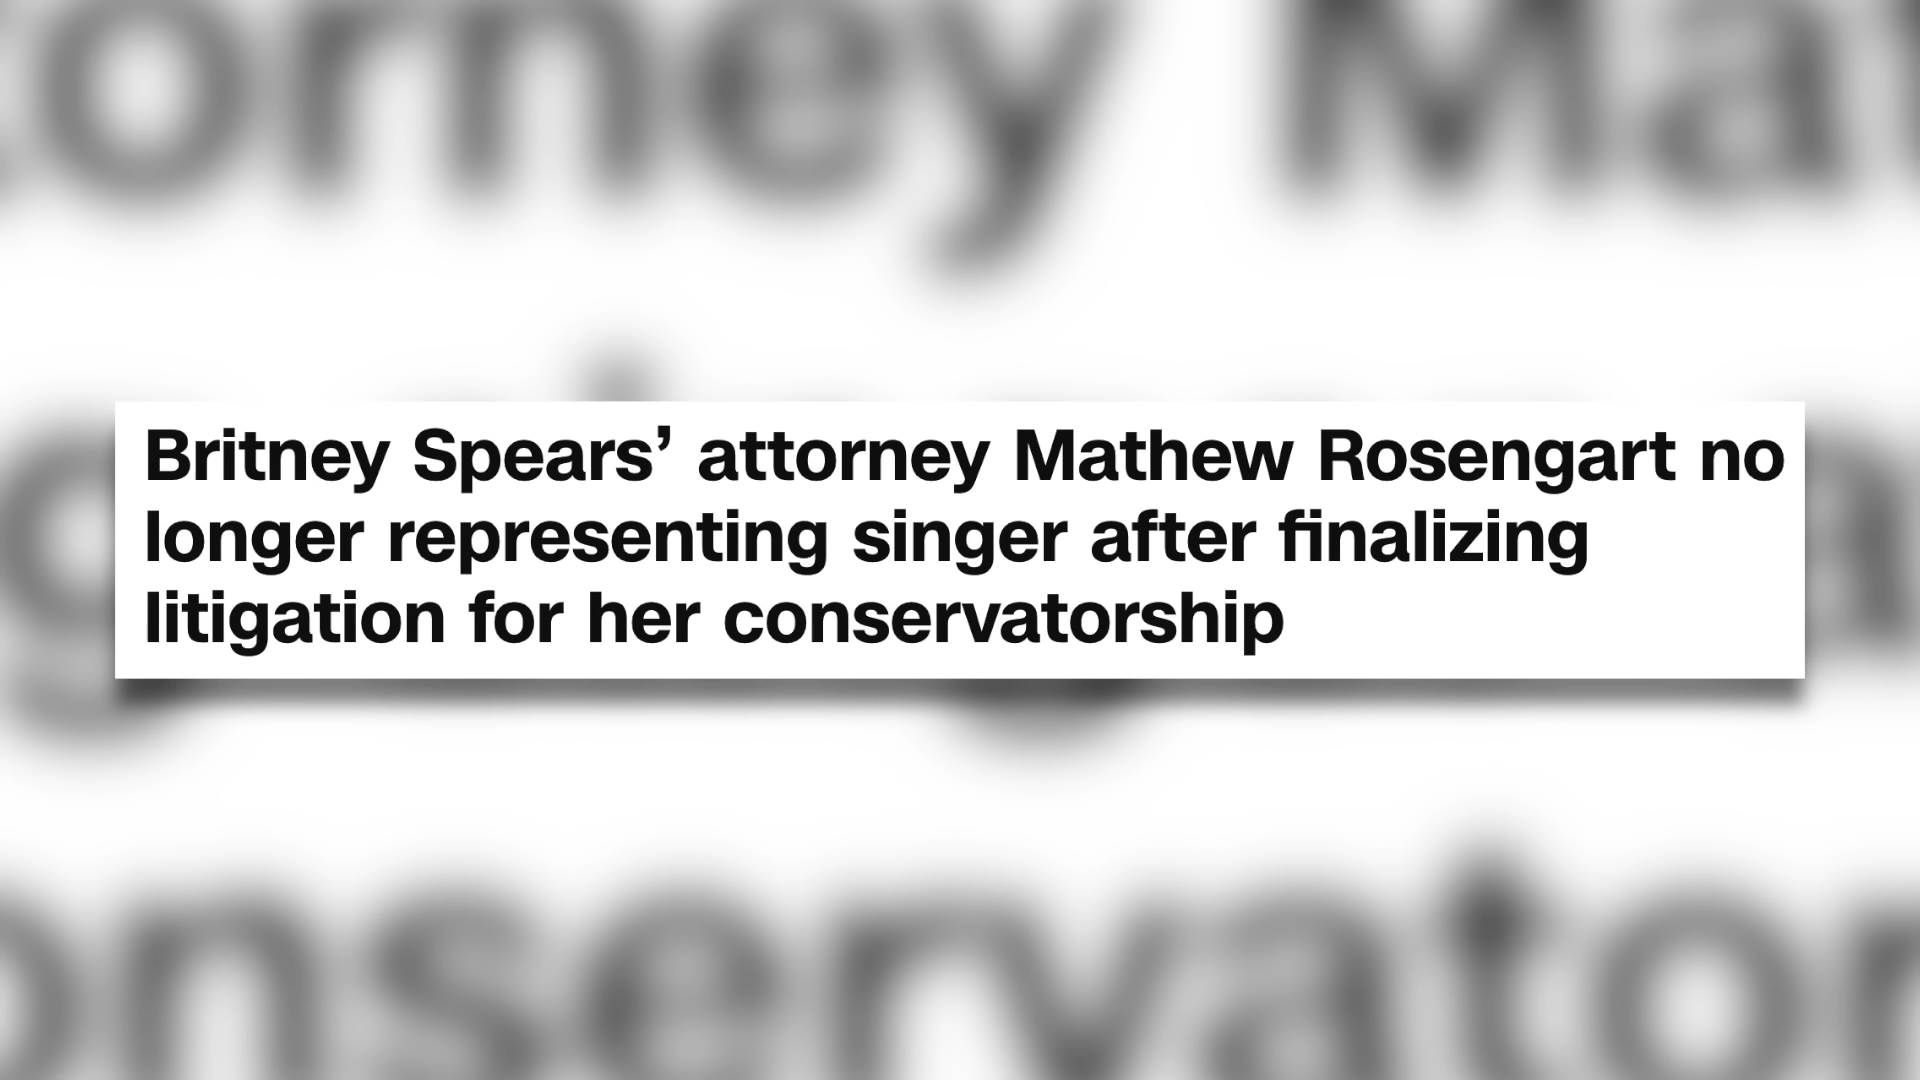 Britney Spears’ attorney Mathew Rosengart no
longer representing singer after finalizing
litigation for her conservatorship